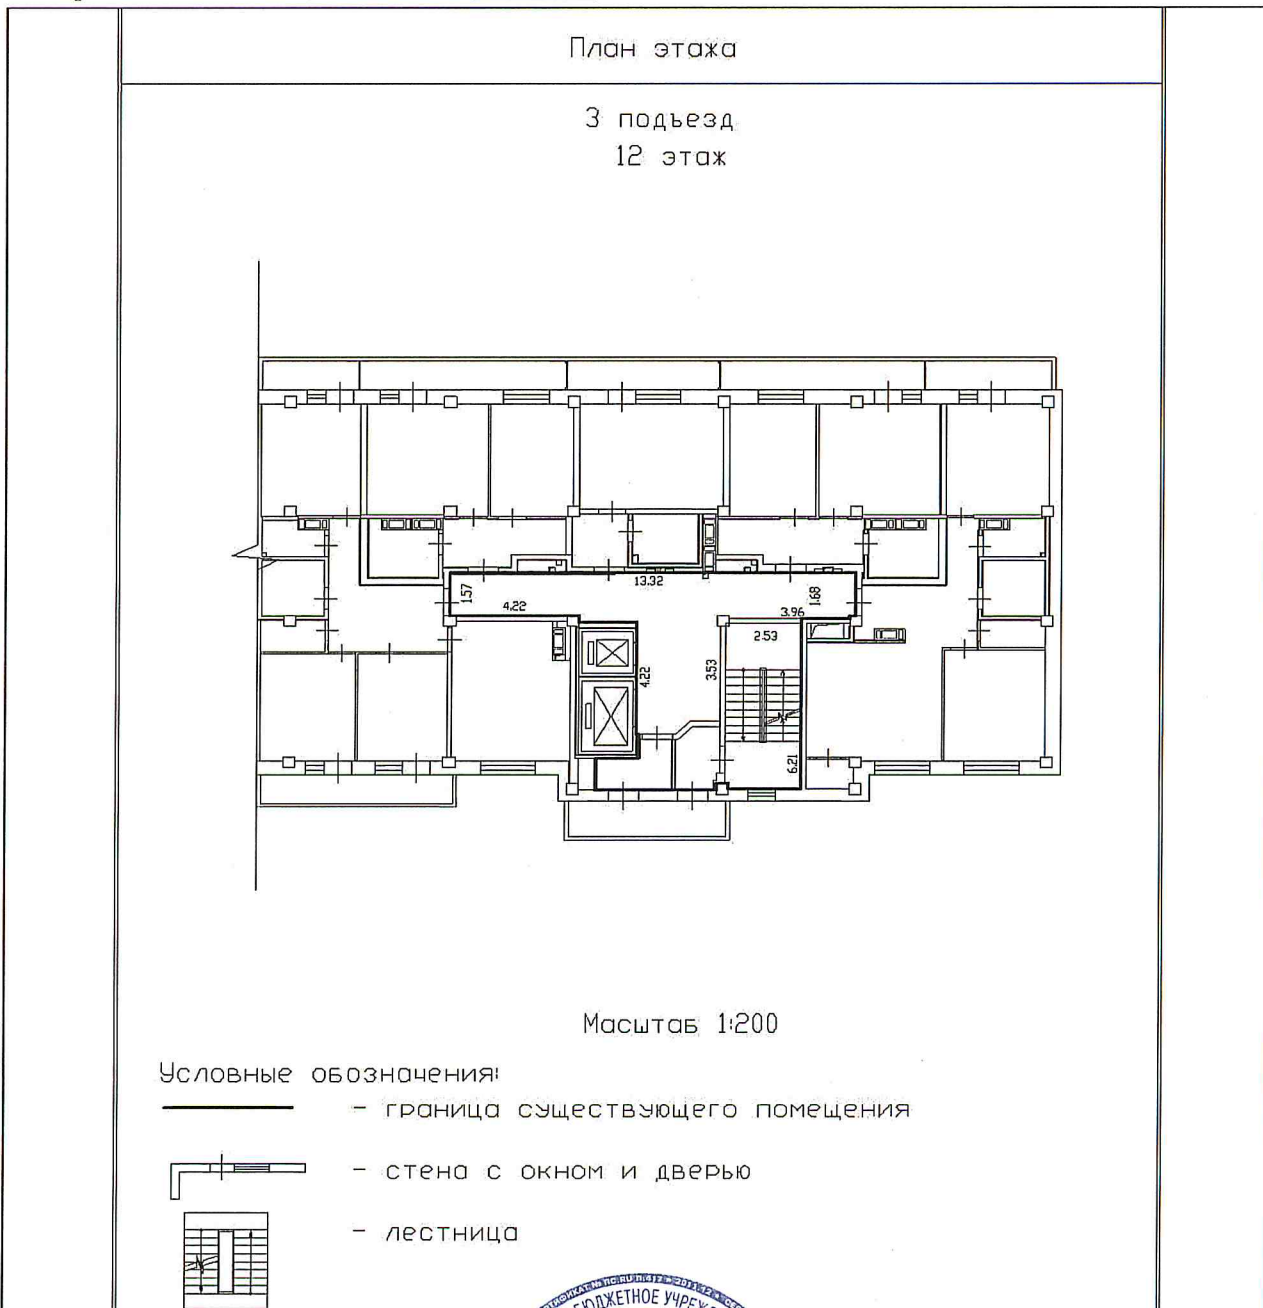 План этажа
3 подъезд
12 этаж
13.32
1.57
4.22
1.68
3.96
2.53
4.22
3.53
6.21
Масштаб 1:200
Условные обозначения:
- граница существующего помещения
- стена с окном и дверью
- лестница
БЮДЖЕТНОЕ